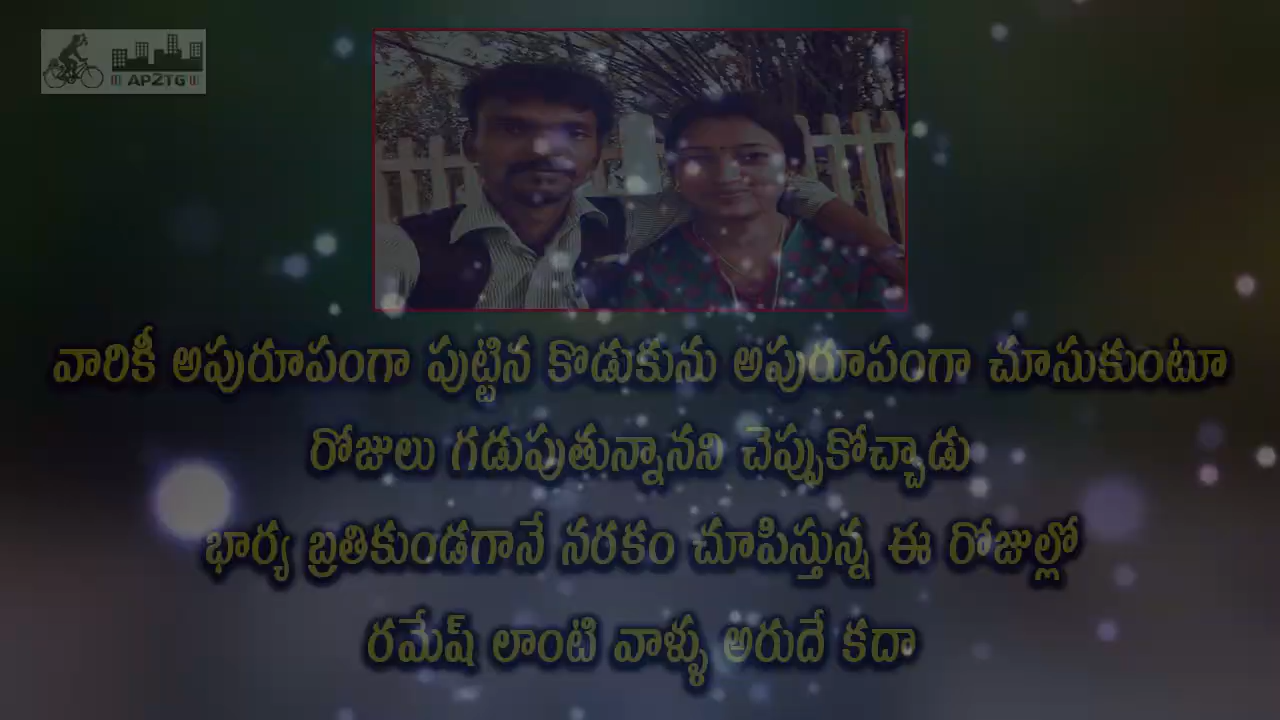 AP2TG
వారికీ అపురూపంగా పుట్టిన కొడుకును అపురూపంగా చూసుకుంటూ
రోజులు గడుపుతున్నానని చెప్పుకోచ్చాడు
భార్య బ్రతికుండగానే నరకం చూపిస్తున్న ఈ రోజుల్లో
రమేష్ లాంటి వాళ్ళు అరుదే కదా